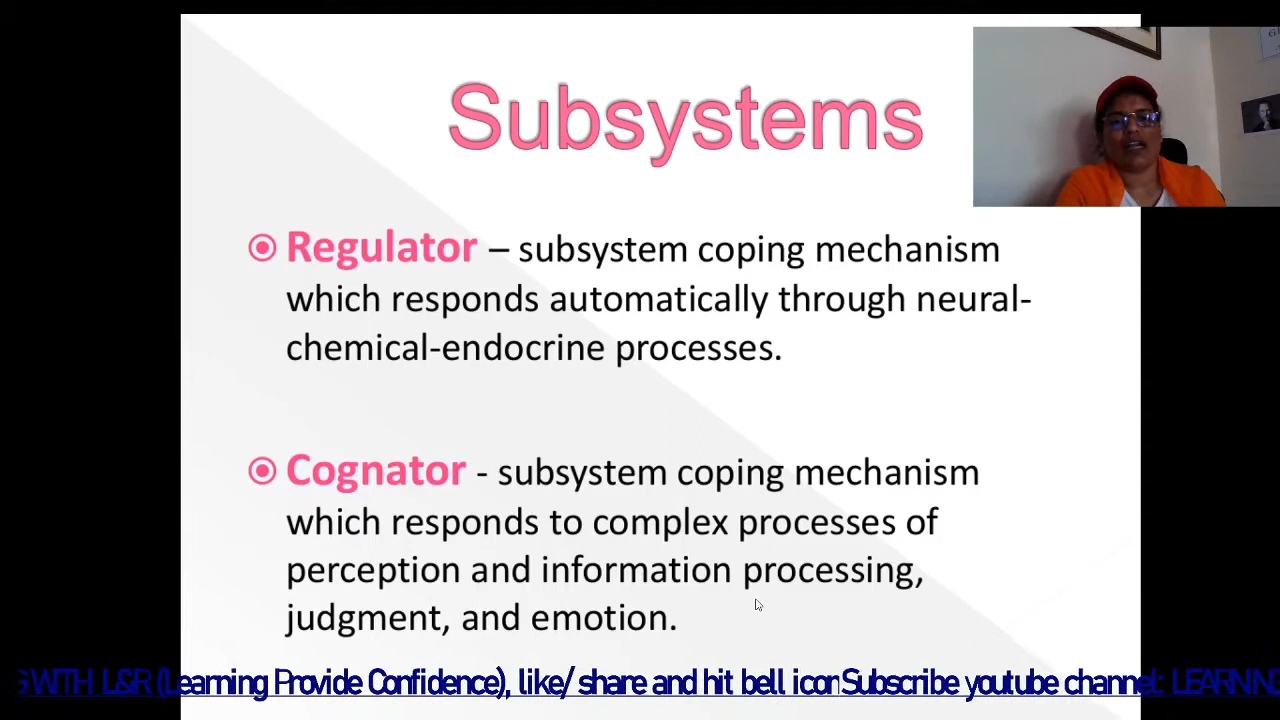 Subsystems
Regulator – subsystem coping mechanism
which responds automatically through neural-
chemical-endocrine processes.
Cognator - subsystem coping mechanism
which responds to complex processes of
perception and information processing,
judgment, and emotion.
WITH L&R (Learning Provide Confidence), like/ share and hit bell icon Subscribe youtube channel: LEARNING